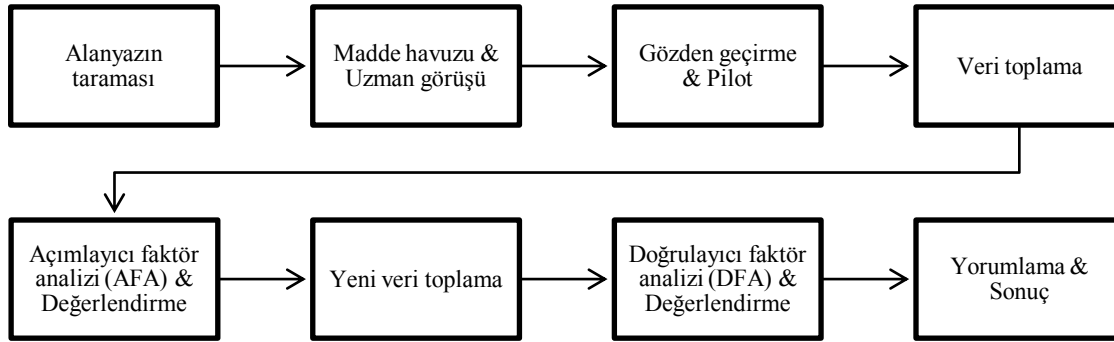 Alanyazın
taraması
Madde havuzu &
Uzman görüşü
Gözden geçirme
& Pilot
Veri toplama
Açımlayıcı faktör
analizi (AFA) &
Değerlendirme
Yeni veri toplama
Doğrulayıcı faktör
analizi (DFA) &
Değerlendirme
Yorumlama &
Sonuç